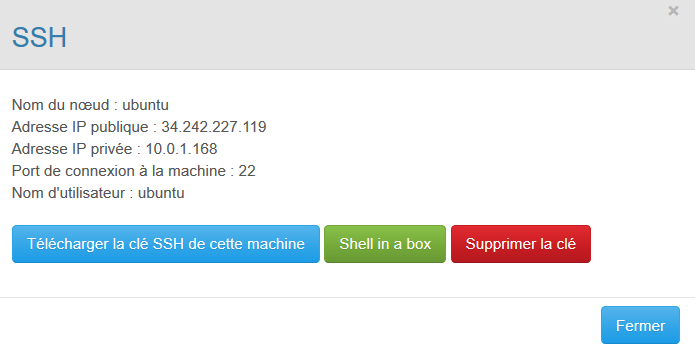 SSH
Nom du nœud : ubuntu
Adresse IP publique : 34.242.227.119
Adresse IP privée : 10.0.1.168
Port de connexion à la machine : 22
Nom d'utilisateur : ubuntu
Télécharger la clé SSH de cette machine Shell in a box Supprimer la clé
Fermer